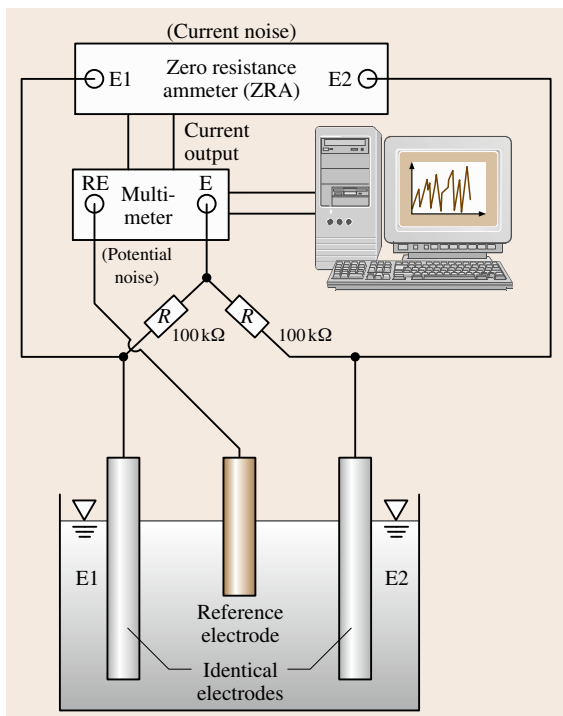 (Current noise)
E1
Zero resistance
ammeter (ZRA)
E2
Current
output
RE
Multi-
meter
E
(Potential
noise)
R
100 kΩ
R
100 kΩ
E1
E2
Reference
electrode
Identical
electrodes